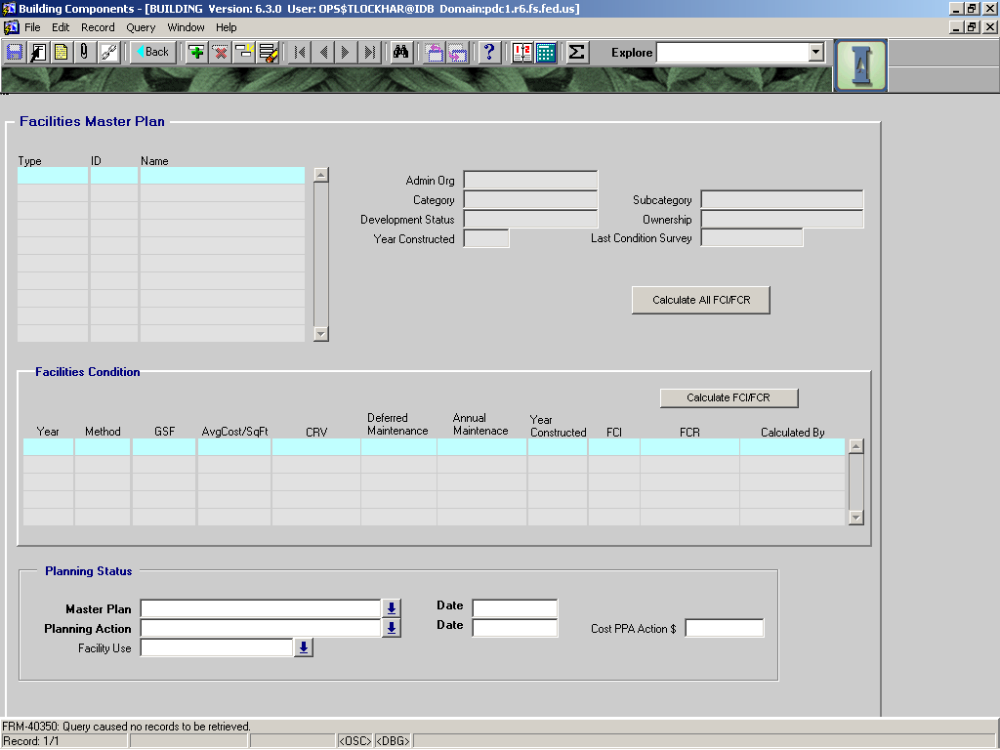 Building Components - [BUILDING Version: 6.3.0 User: OPS$TLOCKHAR@IDB Domain:pdc1.r6.fs.fed.us]
File Edit Record Query Window Help
Back Explore
Facilities Master Plan
Type ID Name
Admin Org
Category Subcategory
Development Status Ownership
Year Constructed Last Condition Survey
Calculate All FCI/FCR
Facilities Condition
Calculate FCI/FCR
Year Method GSF AvgCost/SqFt CRV Deferred Maintenance Annual Maintenace Year Constructed FCI FCR Calculated By
Planning Status
Master Plan Date
Planning Action Date Cost PPA Action $
Facility Use
FRM-40350: Query caused no records to be retrieved.
Record: 1/1 <OSC> <DBG>